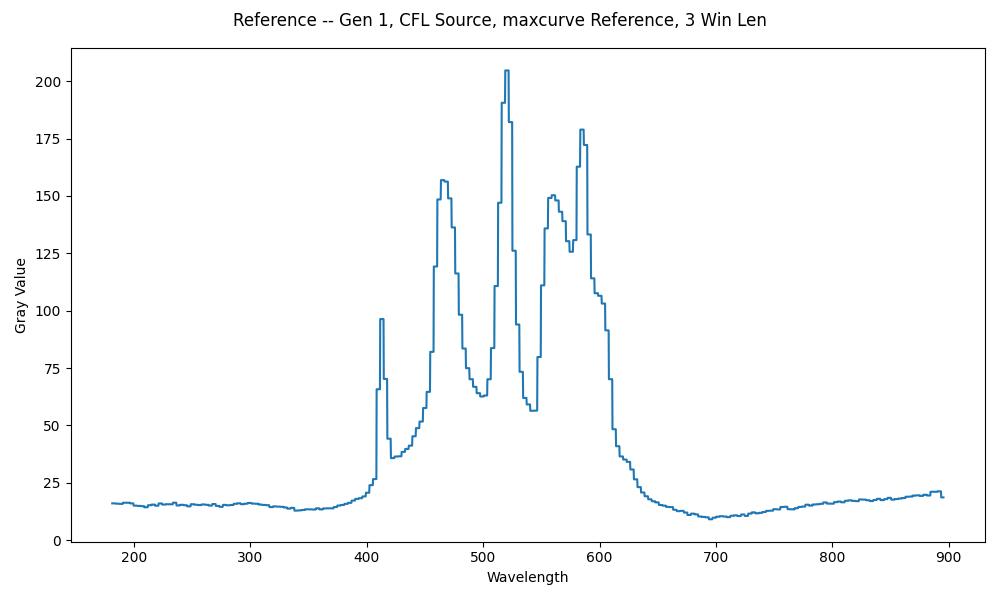 Reference -- Gen 1, CFL Source, maxcurve Reference, 3 Win Len
200
175
150
125
100
75
50
25
0
Gray Value
200 300 400 500 600 700 800 900
Wavelength